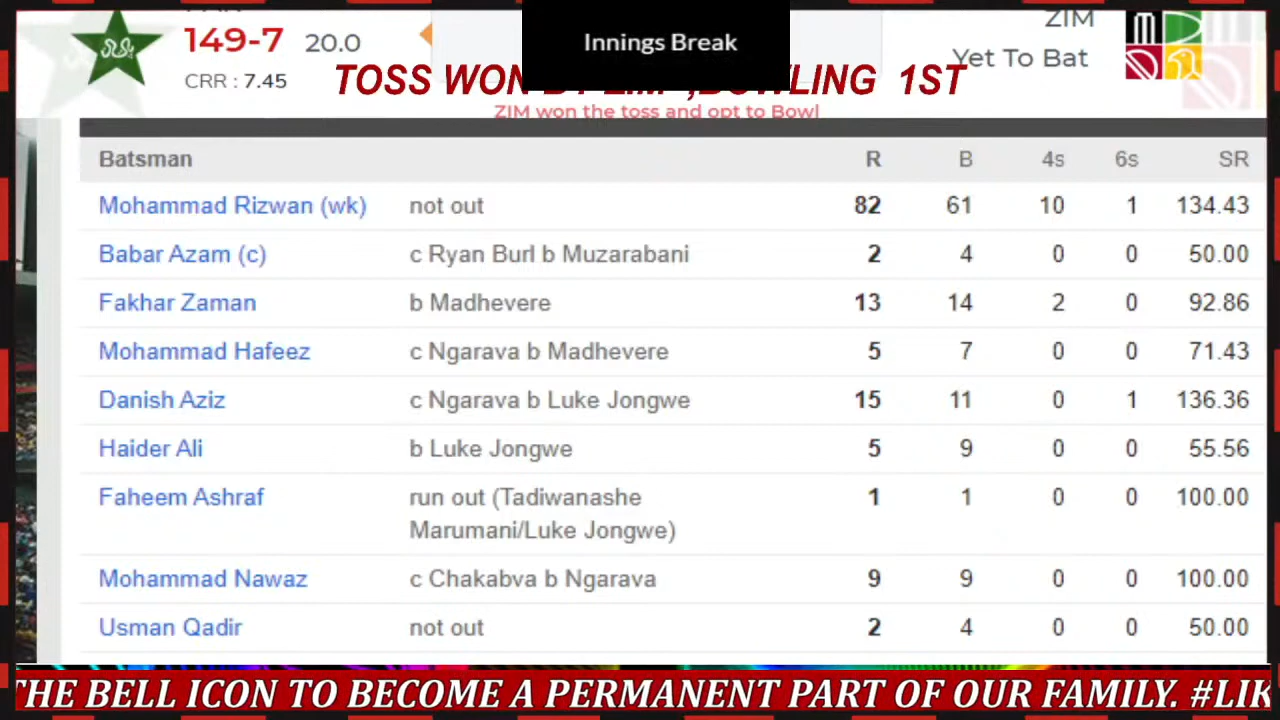 149-7 20.0
CRR : 7.45
Innings Break
ZIM
Yet To Bat
TOSS WON BY ZIM , BOWLING 1ST
ZIM won the toss and opt to Bowl
Batsman R B 4s 6s SR
Mohammad Rizwan (wk) not out 82 61 10 1 134.43
Babar Azam (c) c Ryan Burl b Muzarabani 2 4 0 0 50.00
Fakhar Zaman b Madhevere 13 14 2 0 92.86
Mohammad Hafeez c Ngarava b Madhevere 5 7 0 0 71.43
Danish Aziz c Ngarava b Luke Jongwe 15 11 0 1 136.36
Haider Ali b Luke Jongwe 5 9 0 0 55.56
Faheem Ashraf run out (Tadiwanashe 1 1 0 0 100.00
Marumani/Luke Jongwe)
Mohammad Nawaz c Chakabva b Ngarava 9 9 0 0 100.00
Usman Qadir not out 2 4 0 0 50.00
THE BELL ICON TO BECOME A PERMANENT PART OF OUR FAMILY. #LIK